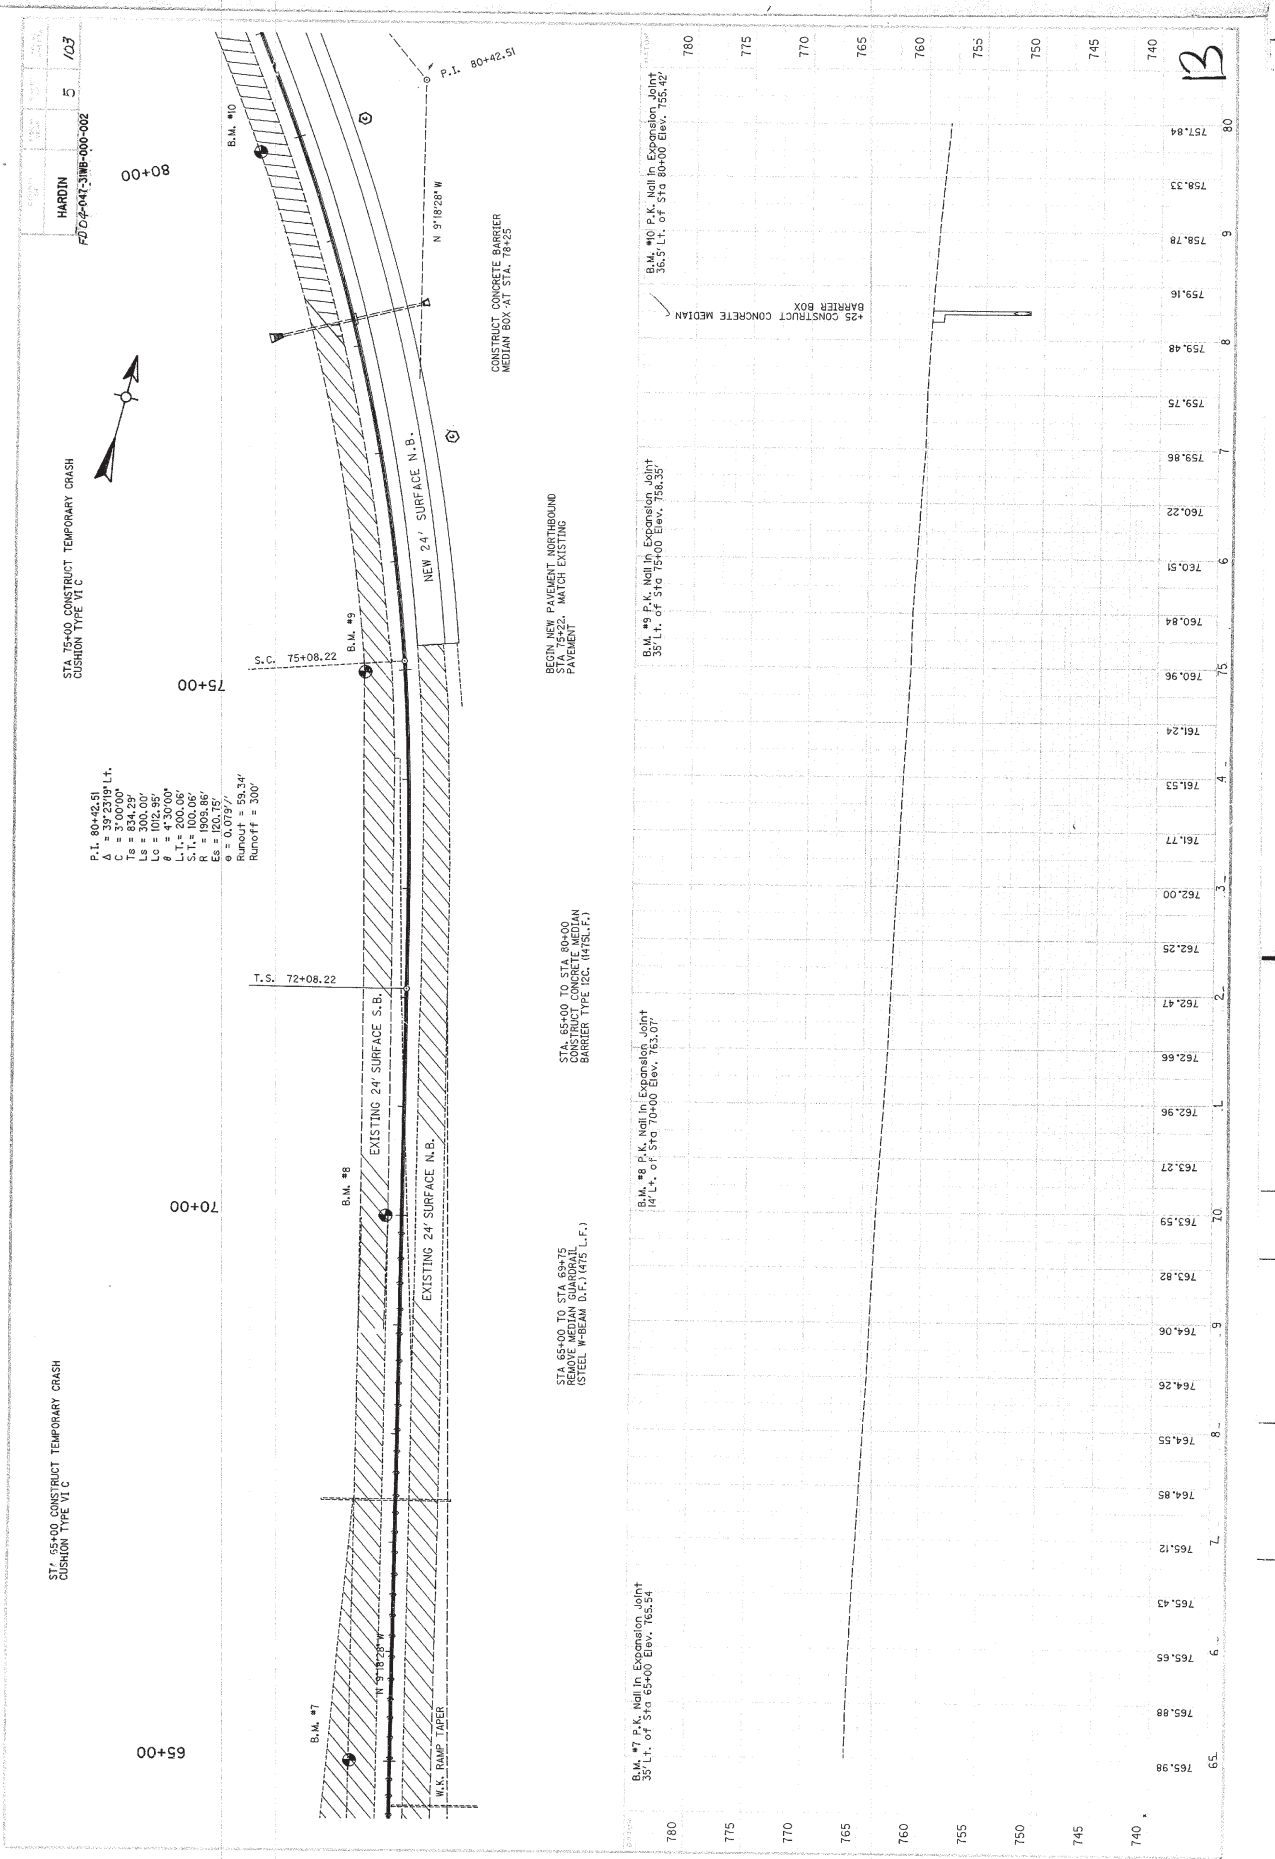 HARDIN
5
103
FD04-047-31WB-000-002
STA 65+00 CONSTRUCT TEMPORARY CRASH
CUSHION TYPE VI C
STA 75+00 CONSTRUCT TEMPORARY CRASH
CUSHION TYPE VI C
65+00
70+00
75+00
80+00
P.I. 80+42.51
Δ = 39°23'19" Lt.
C = 3°00'00"
Ts = 834.29'
Ls = 300.00'
Lc = 1012.95'
θ = 4°30'00"
L.T.= 200.06'
S.T.= 100.06'
R = 1909.86'
Es = 120.75'
e = 0.079'/'
Runout = 59.34'
Runoff = 300'
T.S. 72+08.22
S.C. 75+08.22
B.M. #7
B.M. #8
B.M. #9
B.M. #10
N 9°18'28" W
EXISTING 24' SURFACE S.B.
EXISTING 24' SURFACE N.B.
NEW 24' SURFACE N.B.
W.K. RAMP TAPER
P.I. 80+42.51
N 9°18'28" W
C
C
CONSTRUCT CONCRETE BARRIER
MEDIAN BOX AT STA. 78+25
BEGIN NEW PAVEMENT NORTHBOUND
STA 75+22. MATCH EXISTING
PAVEMENT
STA. 65+00 TO STA 80+00
CONSTRUCT CONCRETE MEDIAN
BARRIER TYPE 12C. (1475L.F.)
STA 65+00 TO STA 69+75
REMOVE MEDIAN GUARDRAIL
(STEEL W-BEAM D.F.) (475 L.F.)
B.M. #7 P.K. Nail in Expansion Joint
35' Lt. of Sta 65+00 Elev. 765.54
B.M. #8 P.K. Nail in Expansion Joint
14' Lt. of Sta 70+00 Elev. 763.07'
B.M. #9 P.K. Nail in Expansion Joint
35' Lt. of Sta 75+00 Elev. 758.35'
B.M. #10 P.K. Nail in Expansion Joint
36.5' Lt. of Sta 80+00 Elev. 755.42'
+25 CONSTRUCT CONCRETE MEDIAN
BARRIER BOX
780
775
770
765
760
755
750
745
740
780
775
770
765
760
755
750
745
740
765.98
765.88
765.65
765.43
765.12
764.85
764.55
764.26
764.06
763.82
763.59
763.27
762.96
762.66
762.47
762.25
762.00
761.77
761.53
761.24
760.96
760.84
760.51
760.22
759.86
759.75
759.48
759.16
758.78
758.33
757.84
65
6
7
8
9
70
1
2
3
4
75
6
7
8
9
80
13